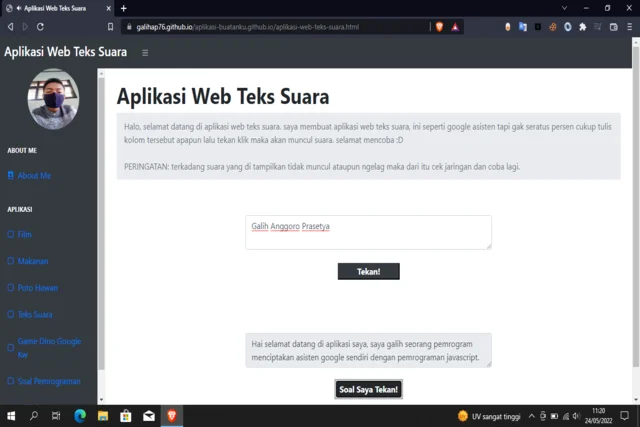 Aplikasi Web Teks Suara
galihap76.github.io/aplikasi-buatanku.github.io/aplikasi-web-teks-suara.html
Aplikasi Web Teks Suara
ABOUT ME
About Me
APLIKASI
Film
Makanan
Poto Hewan
Teks Suara
Game Dino Google
Kw
Soal Pemrograman
Aplikasi Web Teks Suara
Halo, selamat datang di aplikasi web teks suara. saya membuat aplikasi web teks suara, ini seperti google asisten tapi gak seratus persen cukup tulis
kolom tersebut apapun lalu tekan klik maka akan muncul suara. selamat mencoba :D
PERINGATAN: terkadang suara yang di tampilkan tidak muncul ataupun ngelag maka dari itu cek jaringan dan coba lagi.
Galih Anggoro Prasetya
Tekan!
Hai selamat datang di aplikasi saya, saya galih seorang pemrogram
menciptakan asisten google sendiri dengan pemrograman javascript.
Soal Saya Tekan!
UV sangat tinggi
11:20
24/05/2022